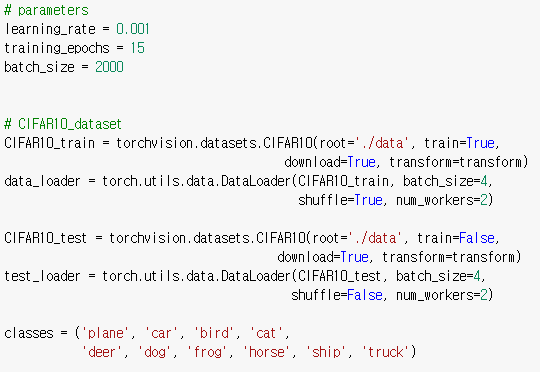 # parameters
learning_rate = 0.001
training_epochs = 15
batch_size = 2000
# CIFAR10_dataset
CIFAR10_train = torchvision.datasets.CIFAR10(root='./data', train=True,
download=True, transform=transform)
data_loader = torch.utils.data.DataLoader(CIFAR10_train, batch_size=4,
shuffle=True, num_workers=2)
CIFAR10_test = torchvision.datasets.CIFAR10(root='./data', train=False,
download=True, transform=transform)
test_loader = torch.utils.data.DataLoader(CIFAR10_test, batch_size=4,
shuffle=False, num_workers=2)
classes = ('plane', 'car', 'bird', 'cat',
'deer', 'dog', 'frog', 'horse', 'ship', 'truck')